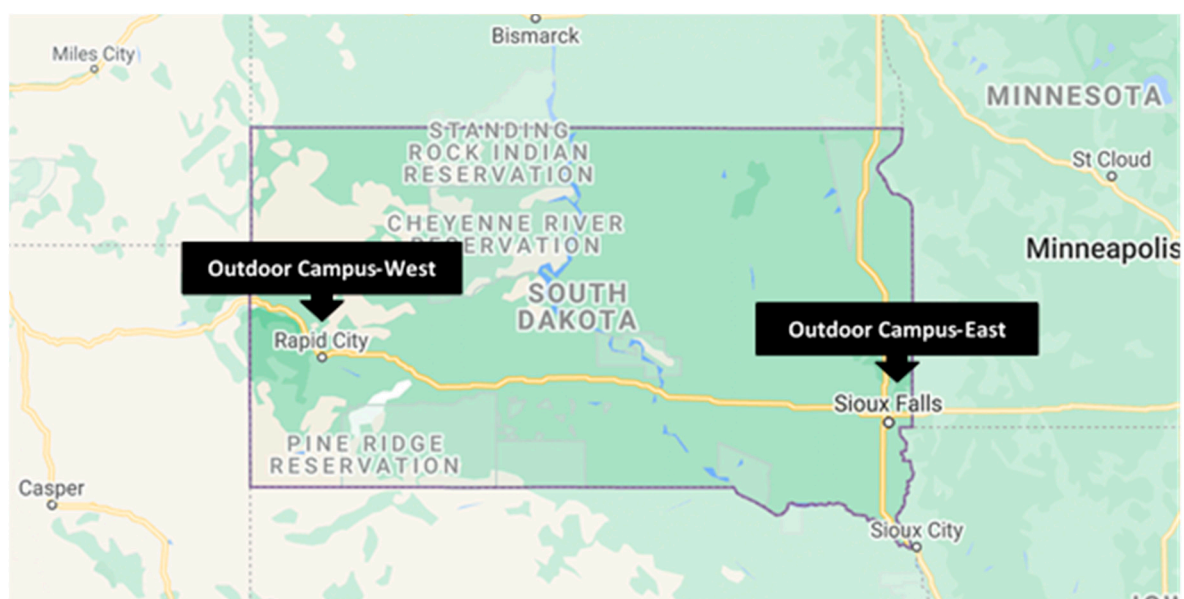 Bismarck
Miles City
MINNESOTA
STANDING
ROCK INDIAN
RESERVATION
St Cloud
CHEYENNE RIVER
RESERVATION
Minneapolis
Outdoor Campus-West
SOUTH
DAKOTA
Outdoor Campus-East
Rapid City
Sioux Falls
PINE RIDGE
RESERVATION
Casper
Sioux City